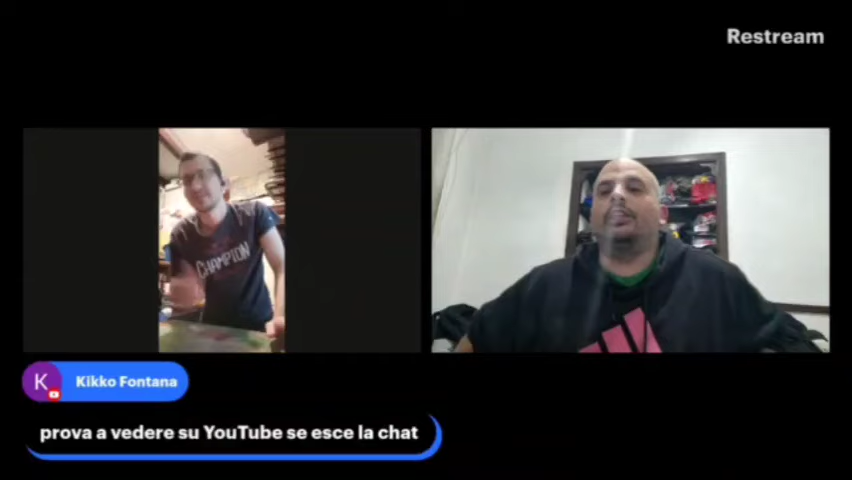 Restream
CHAMPION
K
Kikko Fontana
prova a vedere su YouTube se esce la chat